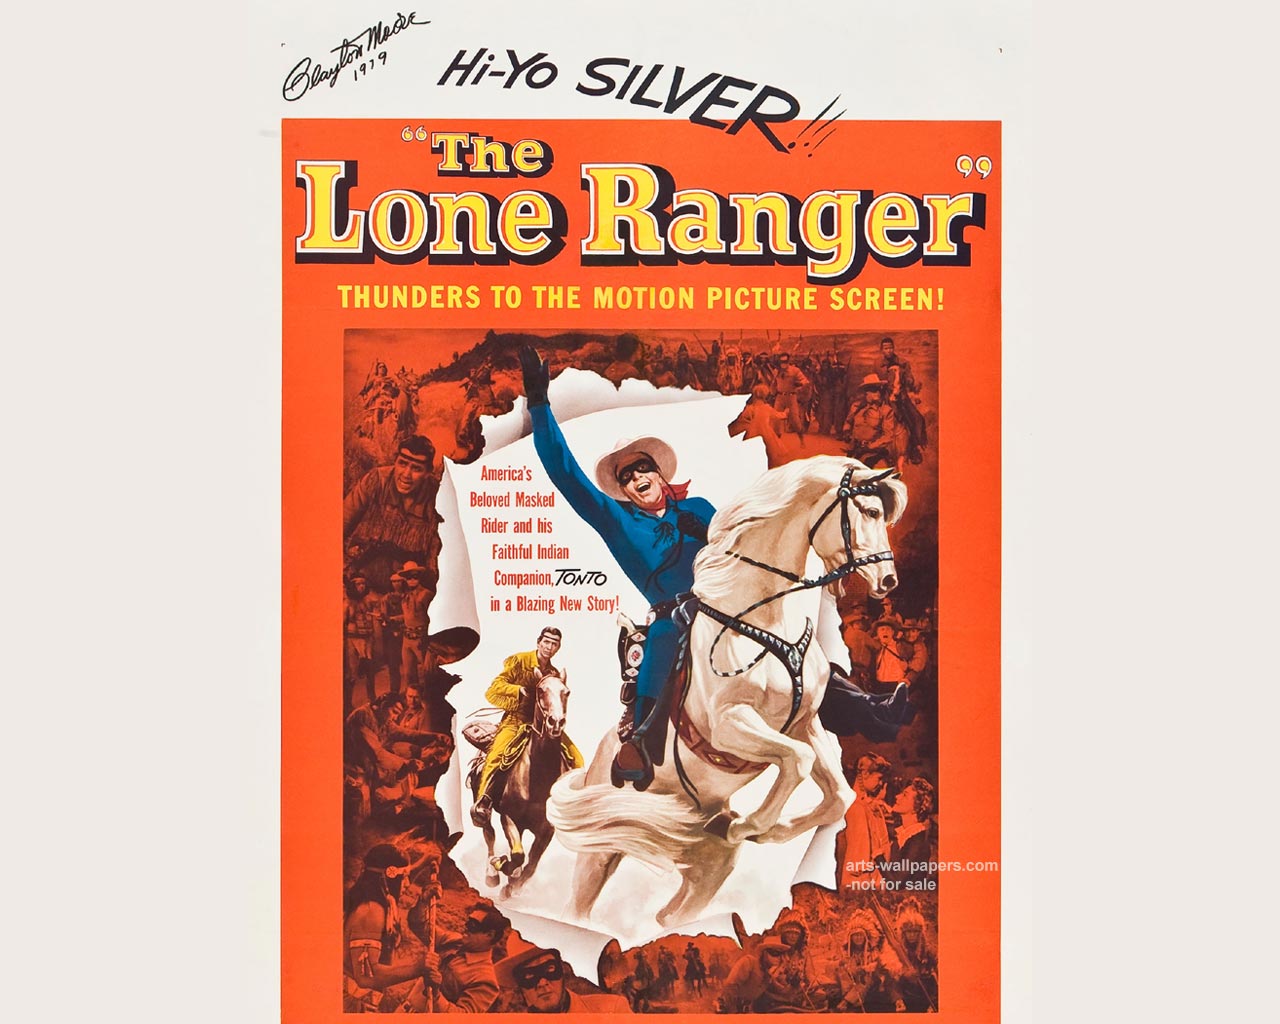 Clayton Moore
1979
Hi-Yo SILVER!!!
"The
Lone Ranger"
THUNDERS TO THE MOTION PICTURE SCREEN!
America's
Beloved Masked
Rider and his
Faithful Indian
Companion, TONTO
in a Blazing New Story!
arts-wallpapers.com
-not for sale